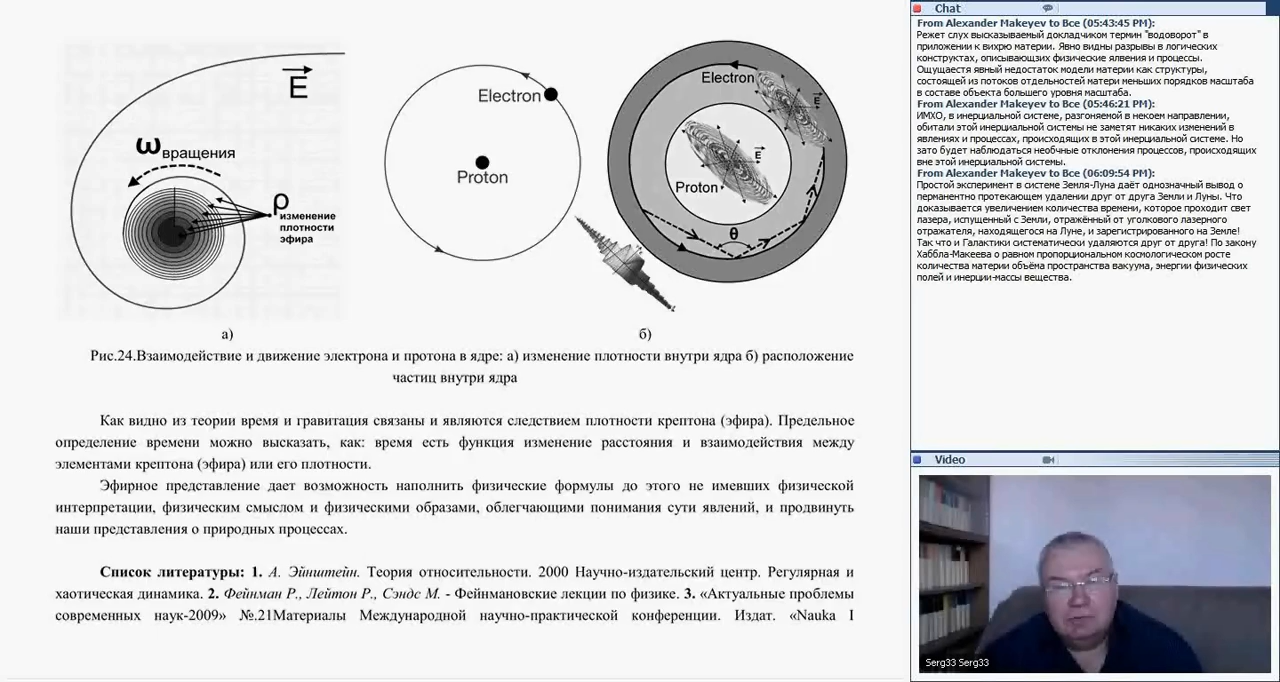 E
ω вращения
ρ изменение
плотности
эфира
а)
Electron
Proton
Electron
E
E
Proton
θ
б)
Рис.24.Взаимодействие и движение электрона и протона в ядре: а) изменение плотности внутри ядра б) расположение
частиц внутри ядра
Как видно из теории время и гравитация связаны и являются следствием плотности крептона (эфира). Предельное
определение времени можно высказать, как: время есть функция изменение расстояния и взаимодействия между
элементами крептона (эфира) или его плотности.
Эфирное представление дает возможность наполнить физические формулы до этого не имевших физической
интерпретации, физическим смыслом и физическими образами, облегчающими понимания сути явлений, и продвинуть
наши представления о природных процессах.
Список литературы: 1. А. Эйнштейн. Теория относительности. 2000 Научно-издательский центр. Регулярная и
хаотическая динамика. 2. Фейнман Р., Лейтон Р., Сэндс М. - Фейнмановские лекции по физике. 3. «Актуальные проблемы
современных наук-2009» №.21Материалы Международной научно-практической конференции. Издат. «Nauka I
Chat
From Alexander Makeyev to Все (05:43:45 PM):
Режет слух высказываемый докладчиком термин "водоворот" в
приложении к вихрю материи. Явно видны разрывы в логических
конструктах, описывающзих физические ялвения и процессы.
Ощущаестя явный недостаток модели материи как структуры,
состоящей из потоков отдельностей матери меньших порядков масштаба
в составе объекта большего уровня масштаба.
From Alexander Makeyev to Все (05:46:21 PM):
ИМХО, в инерциальной системе, разгоняемой в некоем направлении,
обитали этой инерциальной системы не заметят никаких изменений в
явлениях и процессах, происходящих в этой инерциальной системе. Но
зато будет наблюдаться необчные отклонения процессов, происходящих
вне этой инерциальной системы.
From Alexander Makeyev to Все (06:09:54 PM):
Простой эксперимент в системе Земля-Луна даёт однозначный вывод о
перманентно протекающем удалении друг от друга Земли и Луны. Что
доказывается увеличением количества времени, которое проходит свет
лазера, испущенный с Земли, отражённый от уголкового лазерного
отражателя, находящегося на Луне, и зарегистрированного на Земле!
Так что и Галактики систематически удаляются друг от друга! По закону
Хаббла-Макеева о равном пропорциональном космологическом росте
количества материи объёма пространства вакуума, энергии физических
полей и инерции-массы вещества.
Video
Serg33 Serg33